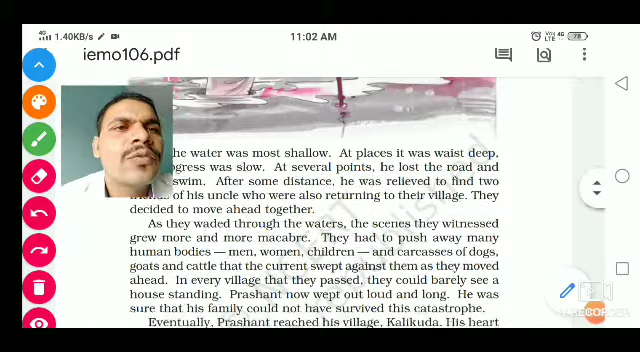 4G 1.40KB/s 11:02 AM VO LTE 4G 78
iemo106.pdf
the water was most shallow. At places it was waist deep,
ogress was slow. At several points, he lost the road and
swim. After some distance, he was relieved to find two
of his uncle who were also returning to their village. They
decided to move ahead together.
As they waded through the waters, the scenes they witnessed
grew more and more macabre. They had to push away many
human bodies — men, women, children — and carcasses of dogs,
goats and cattle that the current swept against them as they moved
ahead. In every village that they passed, they could barely see a
house standing. Prashant now wept out loud and long. He was
sure that his family could not have survived this catastrophe.
Eventually, Prashant reached his village, Kalikuda. His heart
RECORDER